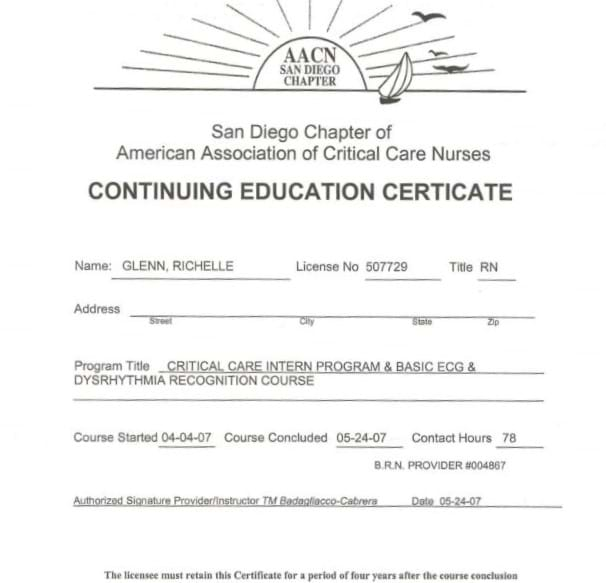 AACN
SAN DIEGO
CHAPTER
San Diego Chapter of
American Association of Critical Care Nurses
CONTINUING EDUCATION CERTICATE
Name: GLENN, RICHELLE License No 507729 Title RN
Address
Street City State Zip
Program Title CRITICAL CARE INTERN PROGRAM & BASIC ECG &
DYSRHYTHMIA RECOGNITION COURSE
Course Started 04-04-07 Course Concluded 05-24-07 Contact Hours 78
B.R.N. PROVIDER #004867
Authorized Signature Provider/Instructor TM Badagliacco-Cabrera Date 05-24-07
The licensee must retain this Certificate for a period of four years after the course conclusion